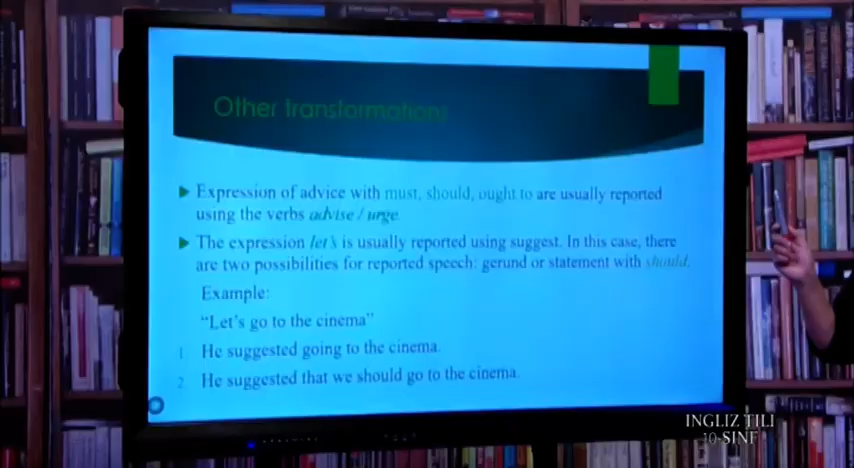 Other transformations
Expression of advice with must, should, ought to are usually reported
using the verbs advise / urge.
The expression let's is usually reported using suggest. In this case, there
are two possibilities for reported speech: gerund or statement with should.
Example:
“Let's go to the cinema”
1. He suggested going to the cinema.
2. He suggested that we should go to the cinema.
INGLIZ TILI
10-SINF